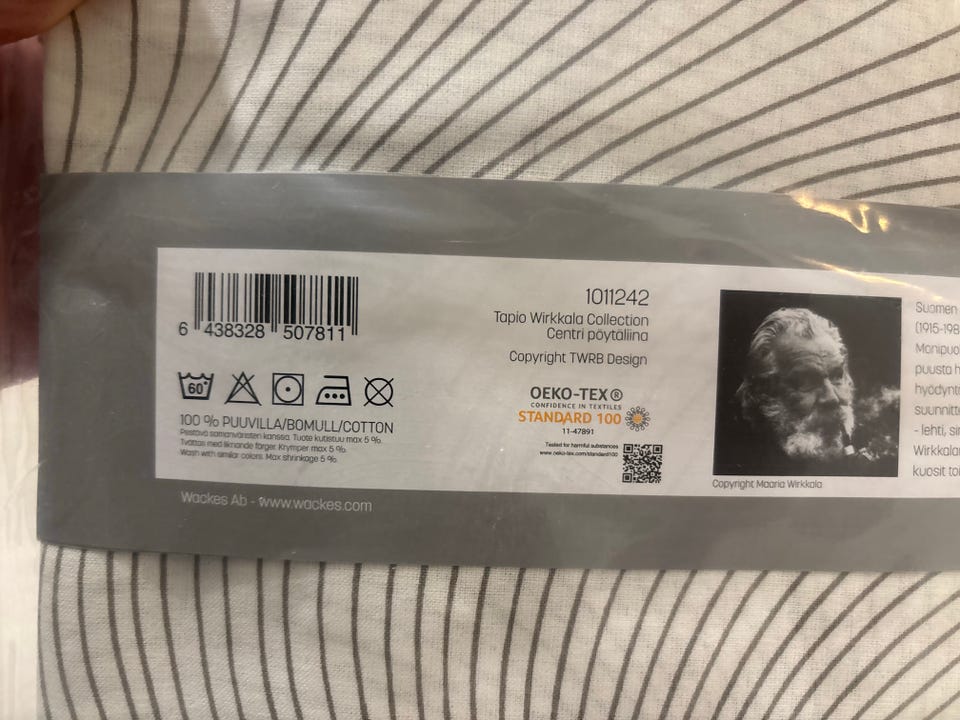 6 438328 507811
60°
100 % PUUVILLA/BOMULL/COTTON
Pestävä samanväristen kanssa. Tuote kutistuu max 5 %.
Tvättas med liknande färger. Krymper max 5 %.
Wash with similar colors. Max shrinkage 5 %.
Wackes Ab - www.wackes.com
1011242
Tapio Wirkkala Collection
Centri pöytäliina
Copyright TWRB Design
OEKO-TEX®
CONFIDENCE IN TEXTILES
STANDARD 100
11-47891
Tested for harmful substances
www.oeko-tex.com/standard100
Copyright Maaria Wirkkala
Suomen
(1915-198
Monipuol
puusta h
hyödynt
suunnitte
- lehti, sin
Wirkkala
kuosit toi